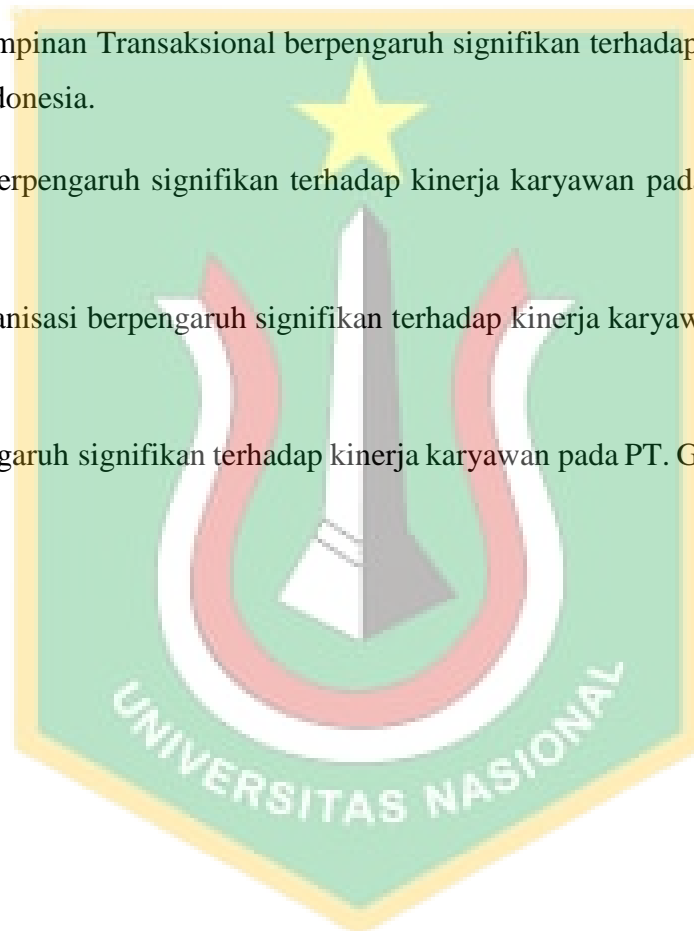 mpinan Transaksional berpengaruh signifikan terhadap
donesia.
erpengaruh signifikan terhadap kinerja karyawan pada
anisasi berpengaruh signifikan terhadap kinerja karyaw
garuh signifikan terhadap kinerja karyawan pada PT. G
UNIVERSITAS NASIONAL